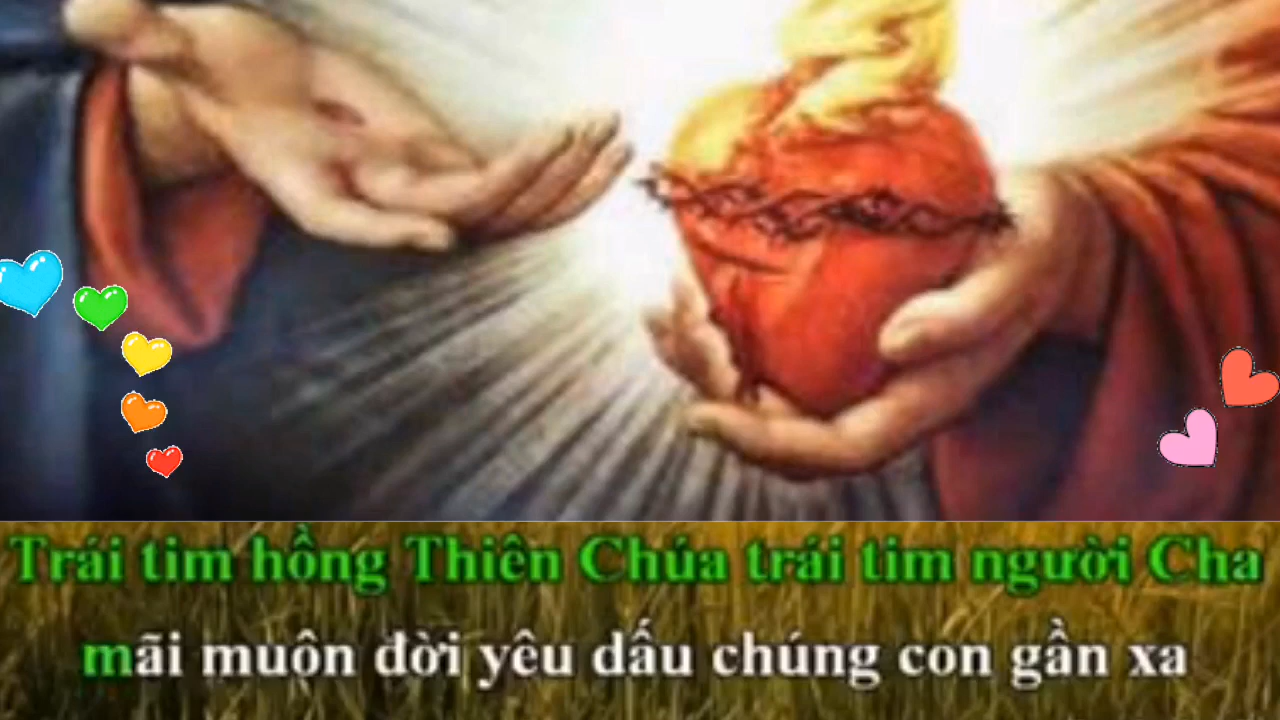 Trái tim hồng Thiên Chúa trái tim người Cha
mãi muôn đời yêu dấu chúng con gần xa